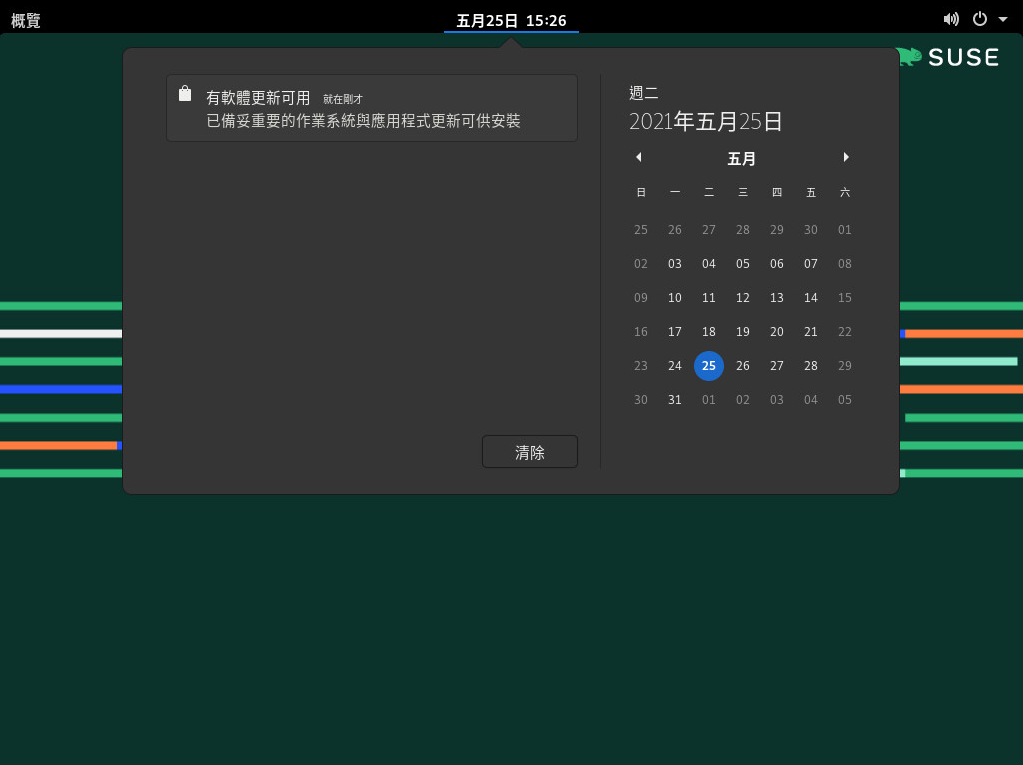 概覽
五月25日 15:26
SUSE
有軟體更新可用 就在剛才
已備妥重要的作業系統與應用程式更新可供安裝
清除
週二
2021年五月25日
五月
日 一 二 三 四 五 六
25 26 27 28 29 30 01
02 03 04 05 06 07 08
09 10 11 12 13 14 15
16 17 18 19 20 21 22
23 24 25 26 27 28 29
30 31 01 02 03 04 05